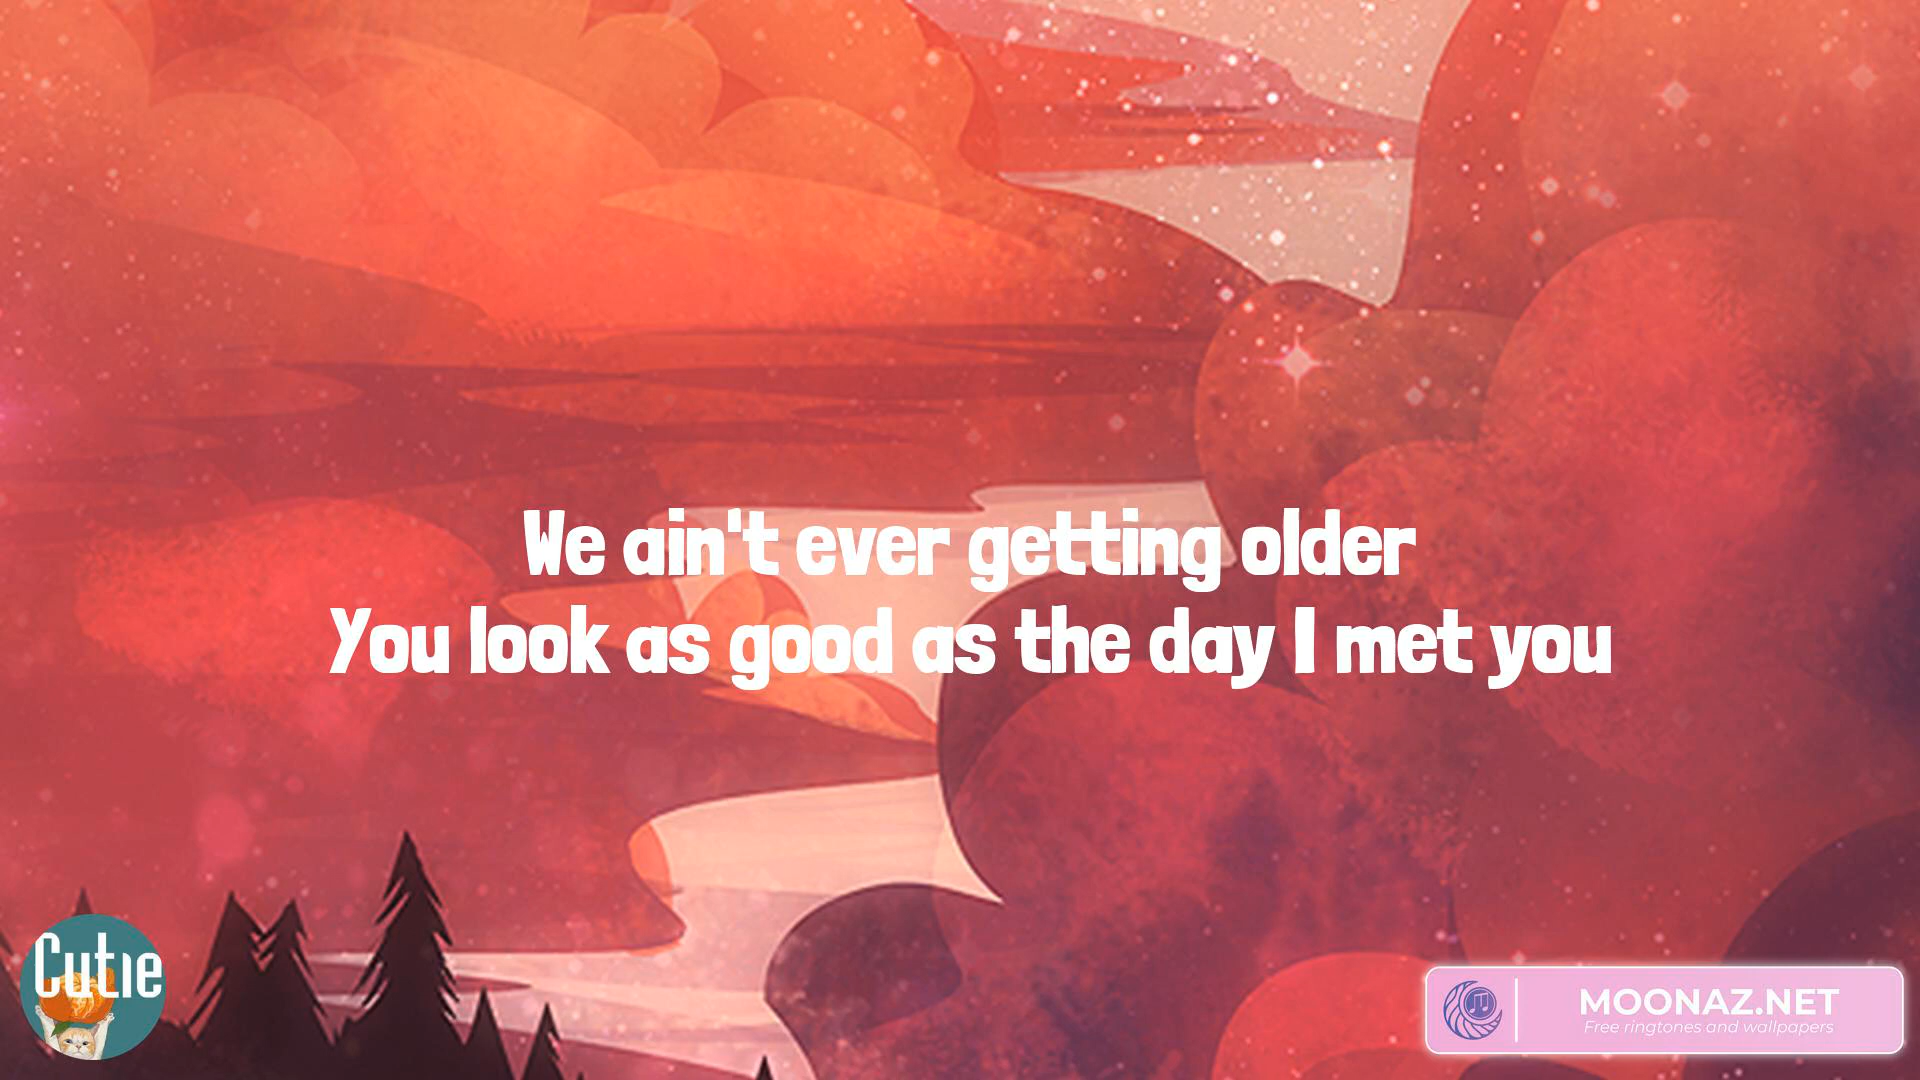 We ain't ever getting older
You look as good as the day I met you
Cutie
MOONAZ.NET
Free ringtones and wallpapers